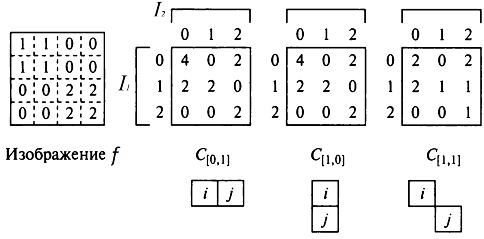 1 1 0 0
1 1 0 0
0 0 2 2
0 0 2 2
Изображение f
I₂
I₁
0 1 2
0 4 0 2
1 2 2 0
2 0 0 2
C[0,1]
i j
0 1 2
0 4 0 2
1 2 2 0
2 0 0 2
C[1,0]
i
j
0 1 2
0 2 0 2
1 2 1 1
2 0 0 1
C[1,1]
i
j